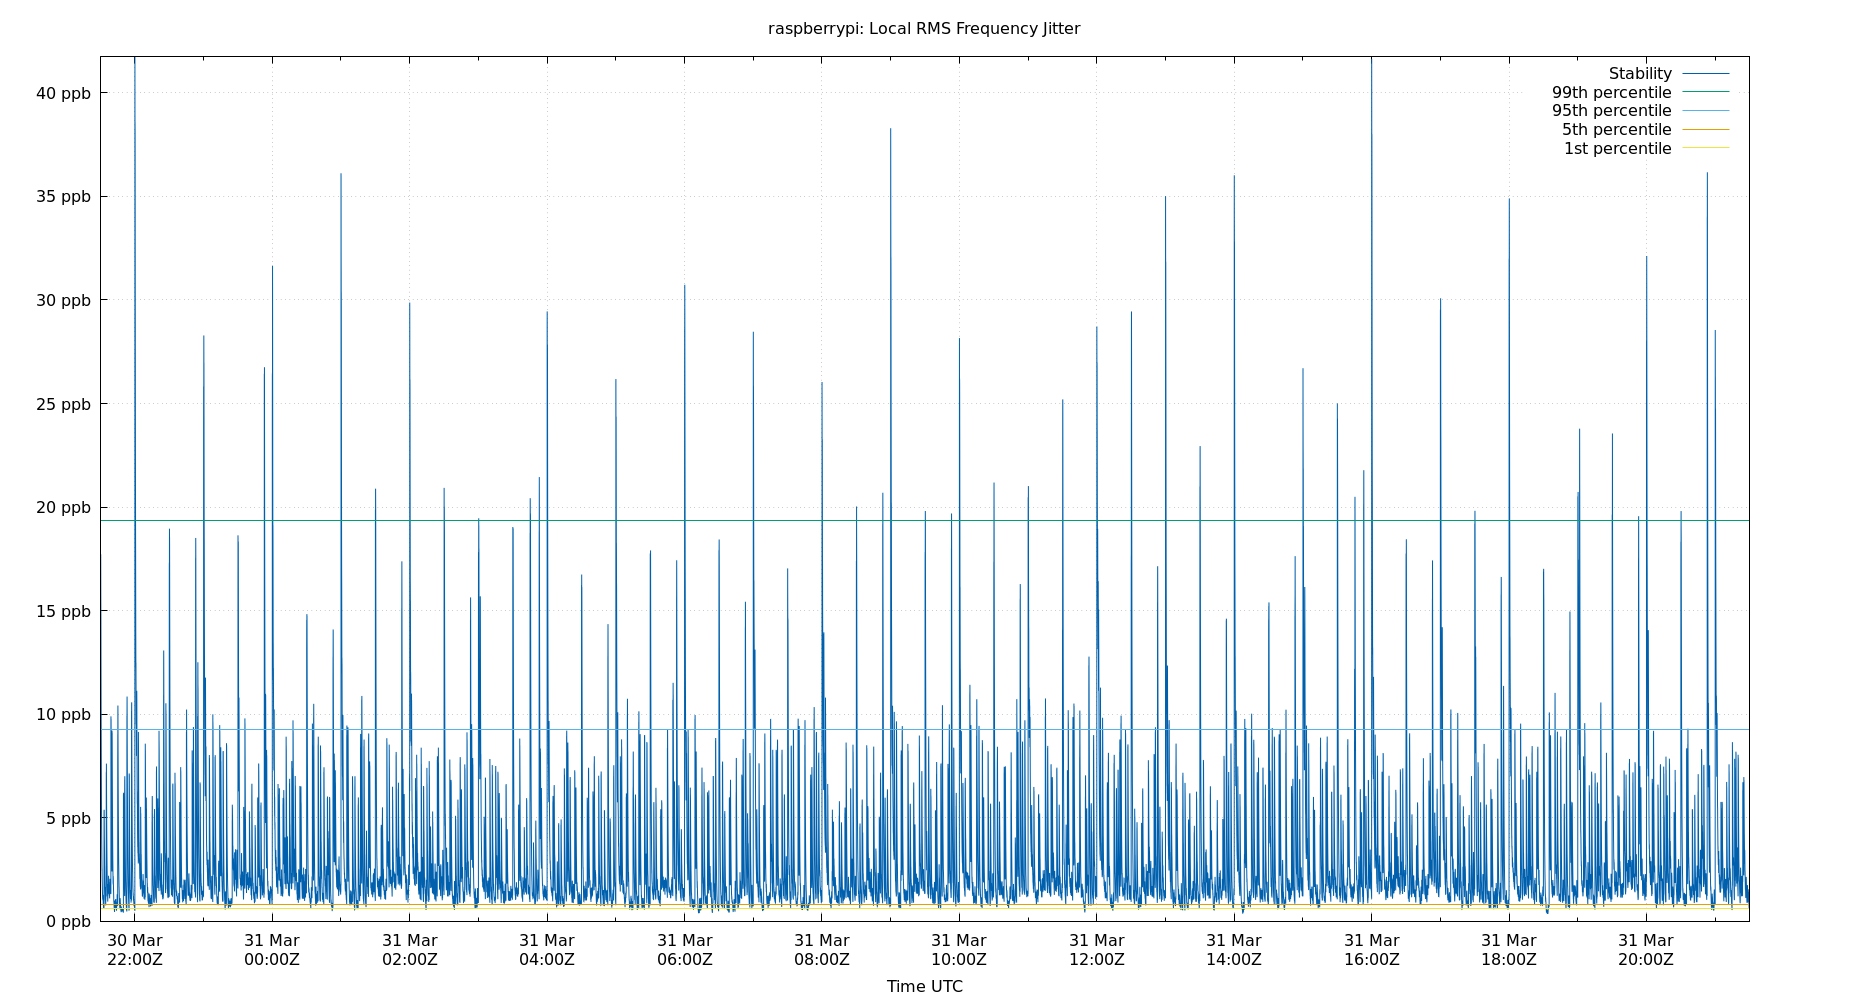 raspberrypi: Local RMS Frequency Jitter
Stability
99th percentile
95th percentile
5th percentile
1st percentile
40 ppb
35 ppb
30 ppb
25 ppb
20 ppb
15 ppb
10 ppb
5 ppb
0 ppb
30 Mar 31 Mar 31 Mar 31 Mar 31 Mar 31 Mar 31 Mar 31 Mar 31 Mar 31 Mar 31 Mar 31 Mar
22:00Z 00:00Z 02:00Z 04:00Z 06:00Z 08:00Z 10:00Z 12:00Z 14:00Z 16:00Z 18:00Z 20:00Z
Time UTC